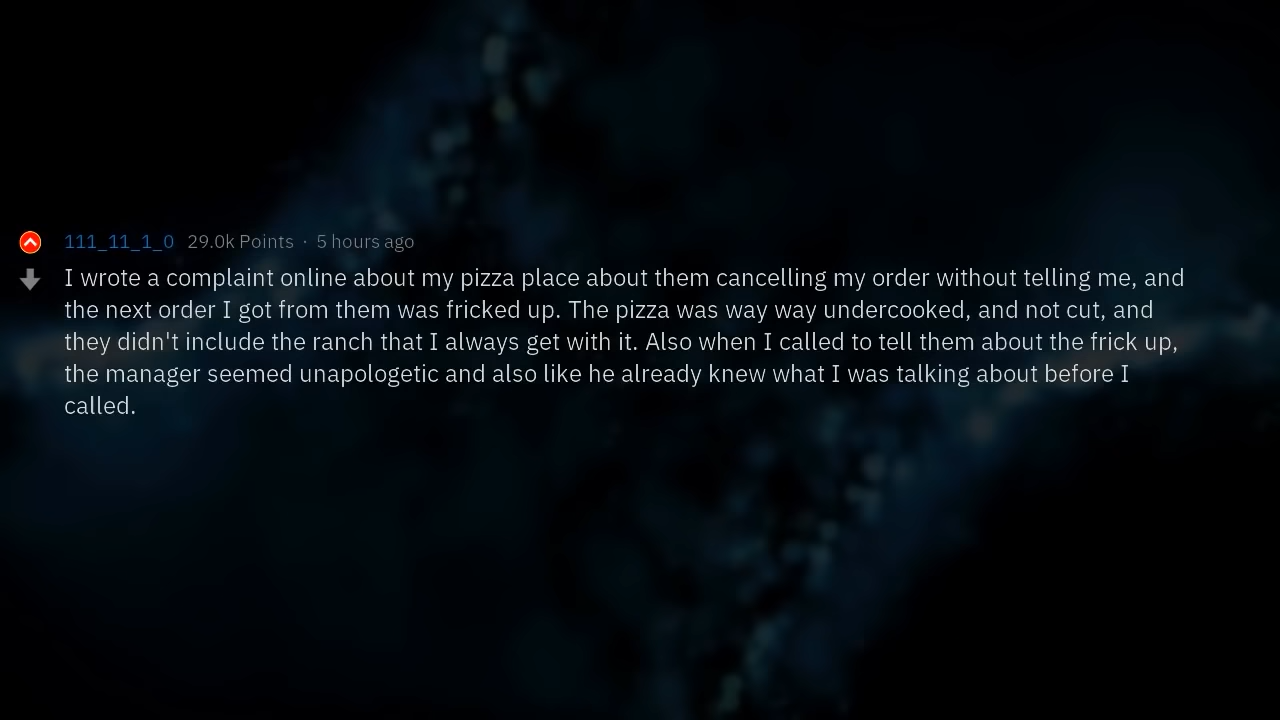 111_11_1_0 29.0k Points · 5 hours ago
I wrote a complaint online about my pizza place about them cancelling my order without telling me, and
the next order I got from them was fricked up. The pizza was way way undercooked, and not cut, and
they didn't include the ranch that I always get with it. Also when I called to tell them about the frick up,
the manager seemed unapologetic and also like he already knew what I was talking about before I
called.